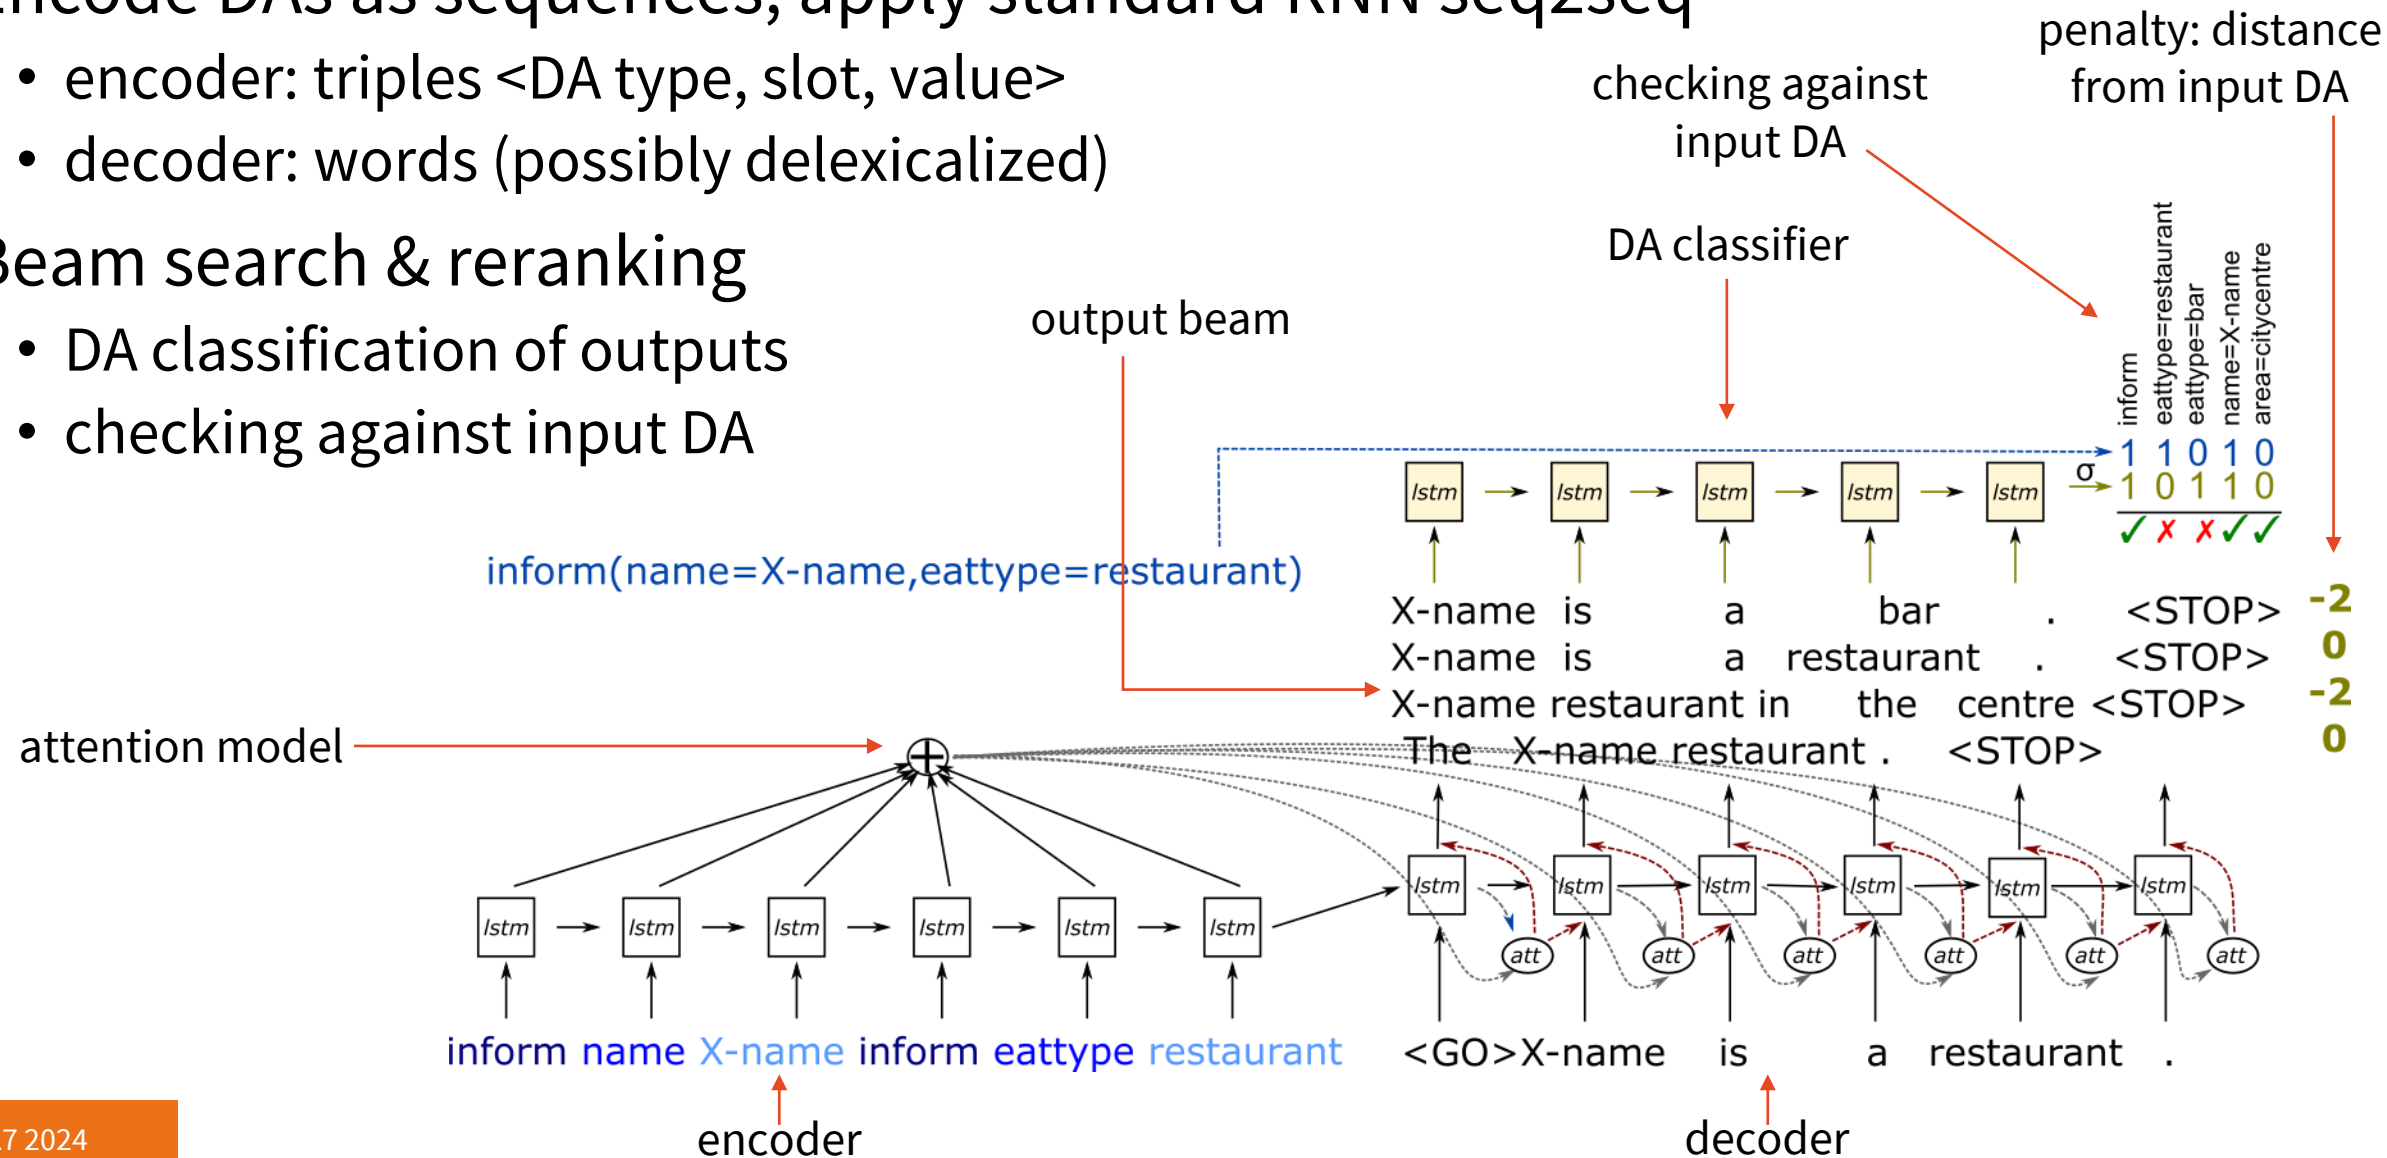 encode DAs as sequences, apply standard RNN seq2seq
• encoder: triples <DA type, slot, value>
• decoder: words (possibly delexicalized)
Beam search & reranking
• DA classification of outputs
• checking against input DA
penalty: distance
from input DA
checking against
input DA
DA classifier
output beam
inform
eattype=restaurant
eattype=bar
name=X-name
area=citycentre
1 1 0 1 0
σ
1 0 1 1 0
✓ ✗ ✗ ✓ ✓
lstm lstm lstm lstm lstm
inform(name=X-name,eattype=restaurant)
X-name is a bar . <STOP> -2
X-name is a restaurant . <STOP> 0
X-name restaurant in the centre <STOP> -2
The X-name restaurant . <STOP> 0
attention model
lstm lstm lstm lstm lstm lstm
lstm lstm lstm lstm lstm lstm
att att att att att att
inform name X-name inform eattype restaurant
<GO> X-name is a restaurant .
encoder
decoder
7 2024